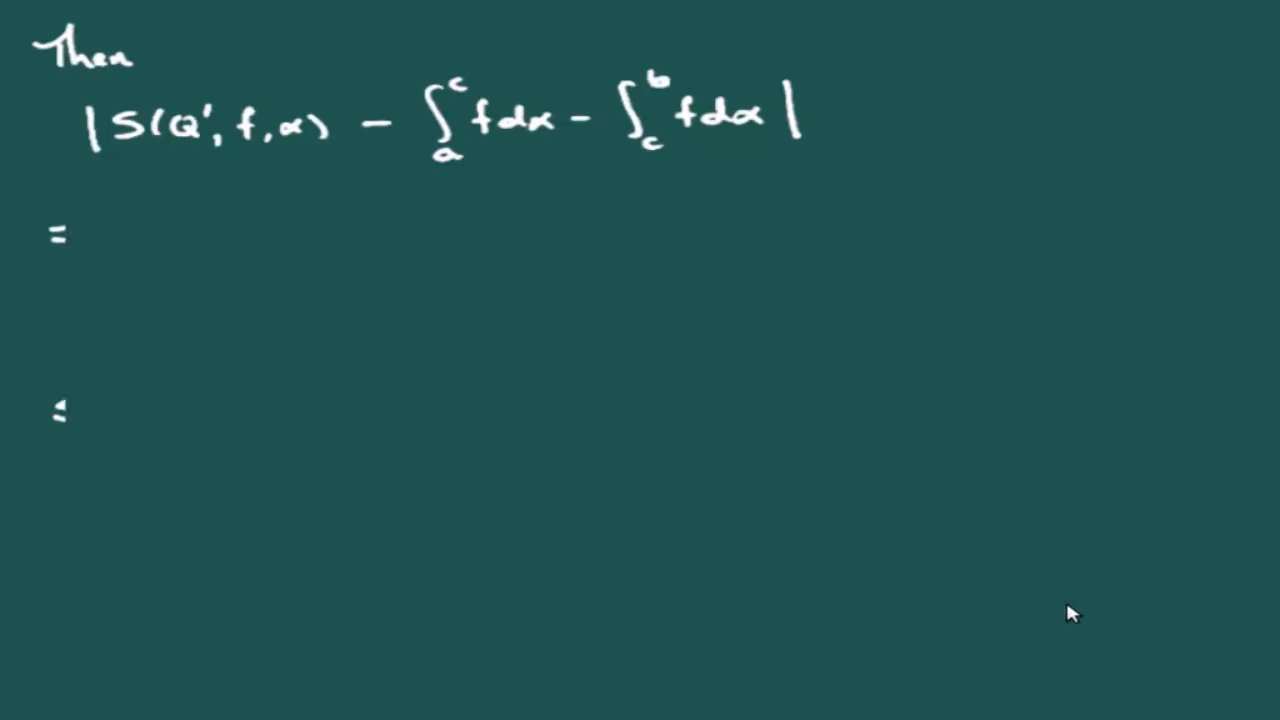 Then
|S(Q', f, α) - ∫_a^c f dα - ∫_c^b f dα|
=
≤